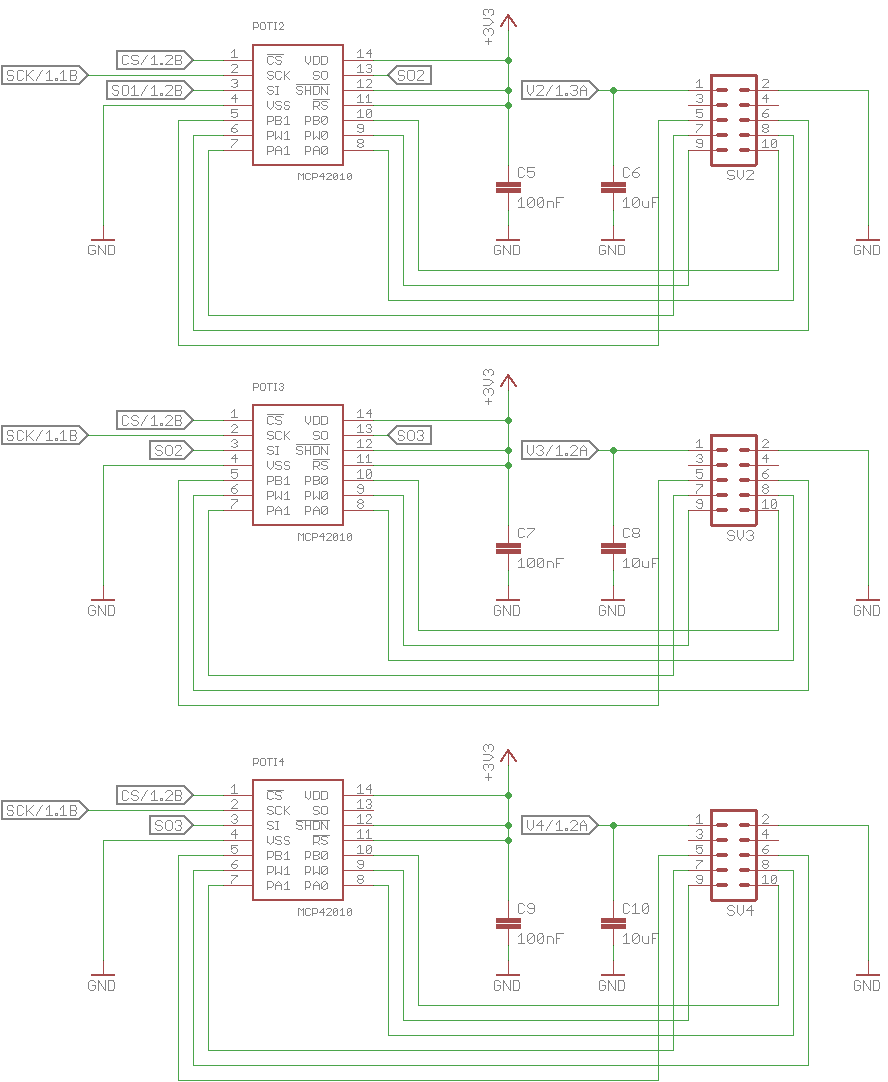 POTI2
+3V3
CS/1.2B 1 CS VDD 14
SCK/1.1B 2 SCK SO 13 SO2
SO1/1.2B 3 SI SHDN 12 V2/1.3A 1 2
4 VSS RS 11 3 4
5 PB1 PB0 10 5 6
6 PW1 PW0 9 7 8
7 PA1 PA0 8 9 10
MCP42010 C5 C6 SV2
100nF 10uF
GND GND GND GND
POTI3
+3V3
CS/1.2B 1 CS VDD 14
SCK/1.1B 2 SCK SO 13 SO3
SO2 3 SI SHDN 12 V3/1.2A 1 2
4 VSS RS 11 3 4
5 PB1 PB0 10 5 6
6 PW1 PW0 9 7 8
7 PA1 PA0 8 9 10
MCP42010 C7 C8 SV3
100nF 10uF
GND GND GND GND
POTI4
+3V3
CS/1.2B 1 CS VDD 14
SCK/1.1B 2 SCK SO 13
SO3 3 SI SHDN 12 V4/1.2A 1 2
4 VSS RS 11 3 4
5 PB1 PB0 10 5 6
6 PW1 PW0 9 7 8
7 PA1 PA0 8 9 10
MCP42010 C9 C10 SV4
100nF 10uF
GND GND GND GND